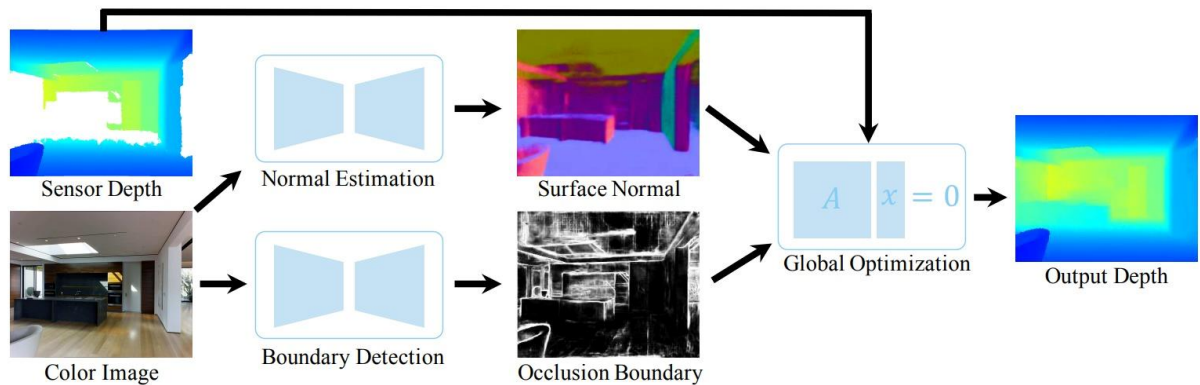 Sensor Depth
Normal Estimation
Surface Normal
A x = 0
Global Optimization
Output Depth
Color Image
Boundary Detection
Occlusion Boundary